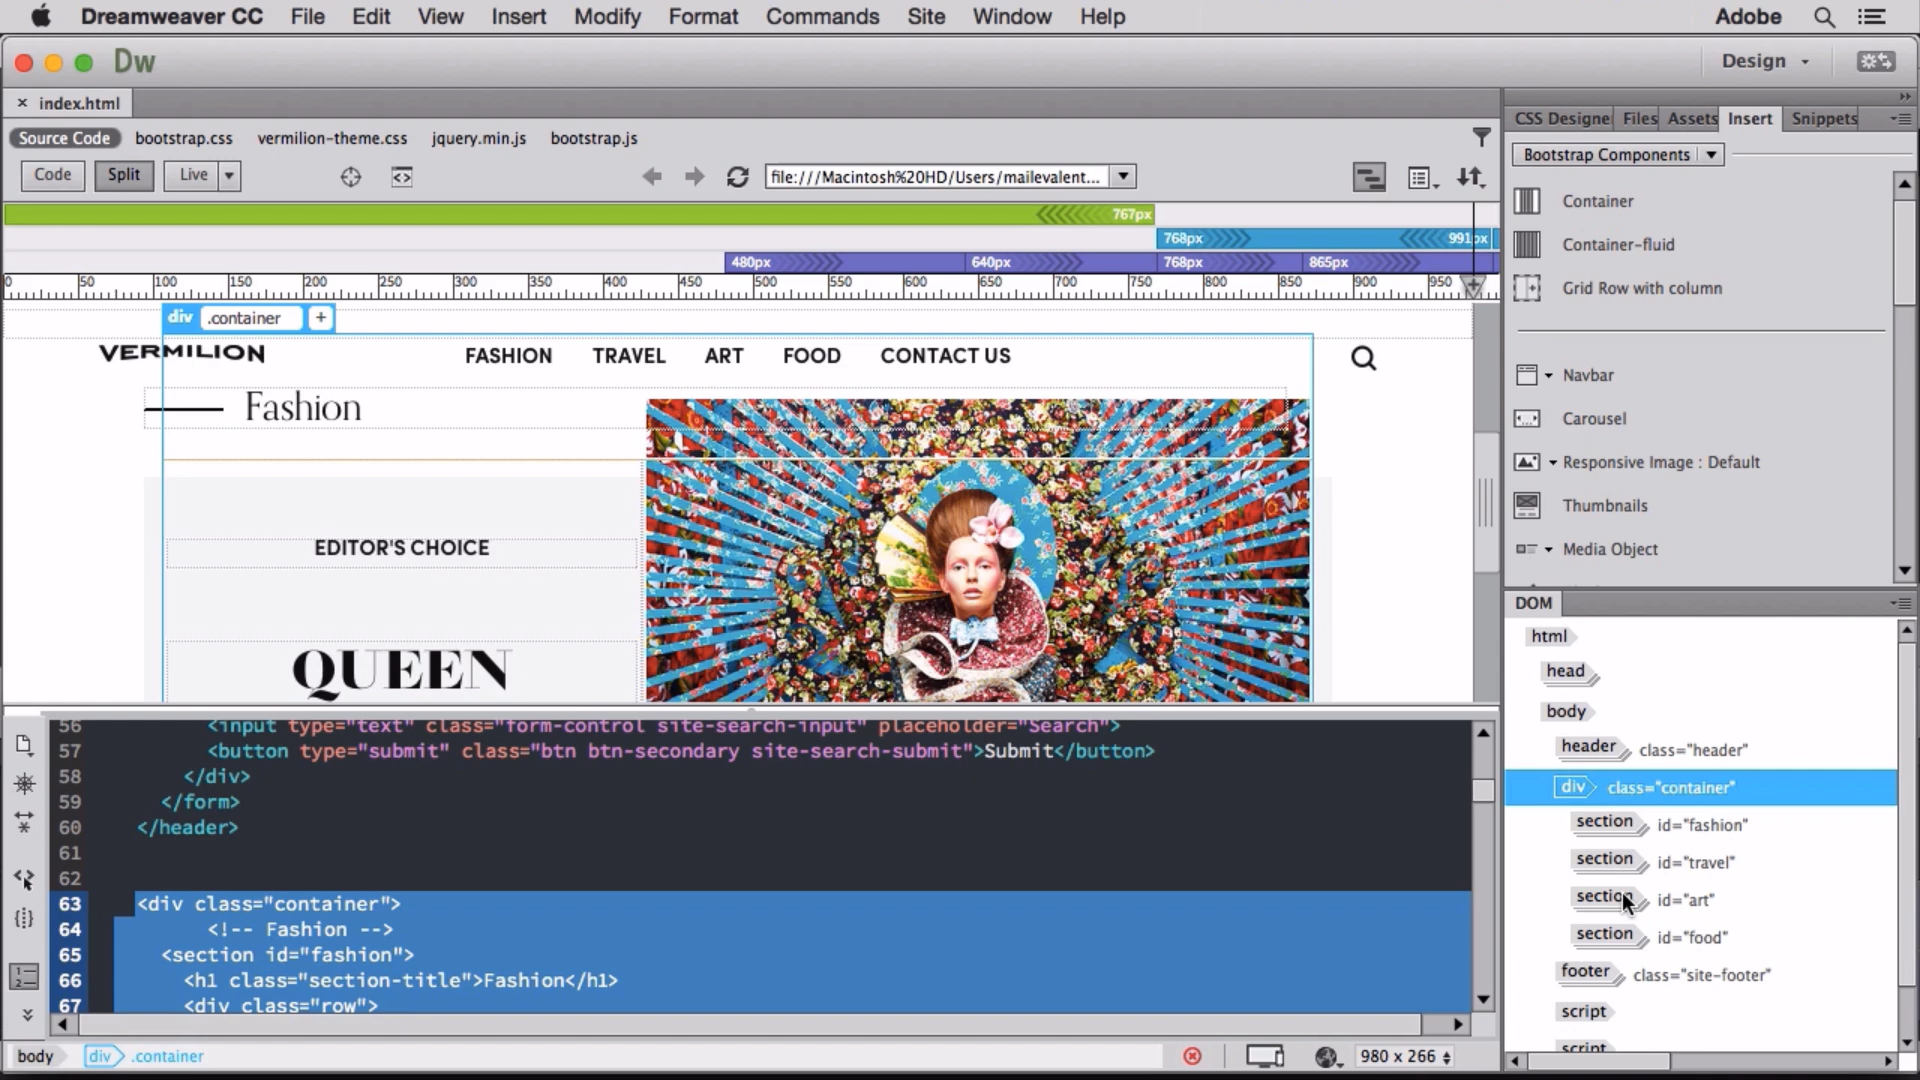 Dreamweaver CC File Edit View Insert Modify Format Commands Site Window Help Adobe
Dw Design
× index.html
Source Code bootstrap.css vermilion-theme.css jquery.min.js bootstrap.js
Code Split Live file:///Macintosh%20HD/Users/mailevalent...
767px
768px 991px
480px 640px 768px 865px
0 50 100 150 200 250 300 350 400 450 500 550 600 650 700 750 800 850 900 950
div .container +
VERMILION FASHION TRAVEL ART FOOD CONTACT US
Fashion
EDITOR'S CHOICE
QUEEN
56 <input type="text" class="form-control site-search-input" placeholder="Search">
57 <button type="submit" class="btn btn-secondary site-search-submit">Submit</button>
58 </div>
59 </form>
60 </header>
61
62
63 <div class="container">
64 <!-- Fashion -->
65 <section id="fashion">
66 <h1 class="section-title">Fashion</h1>
67 <div class="row">
body div .container 980 x 266
CSS Designe Files Assets Insert Snippets
Bootstrap Components
Container
Container-fluid
Grid Row with column
Navbar
Carousel
Responsive Image : Default
Thumbnails
Media Object
DOM
html
head
body
header class="header"
div class="container"
section id="fashion"
section id="travel"
section id="art"
section id="food"
footer class="site-footer"
script
script